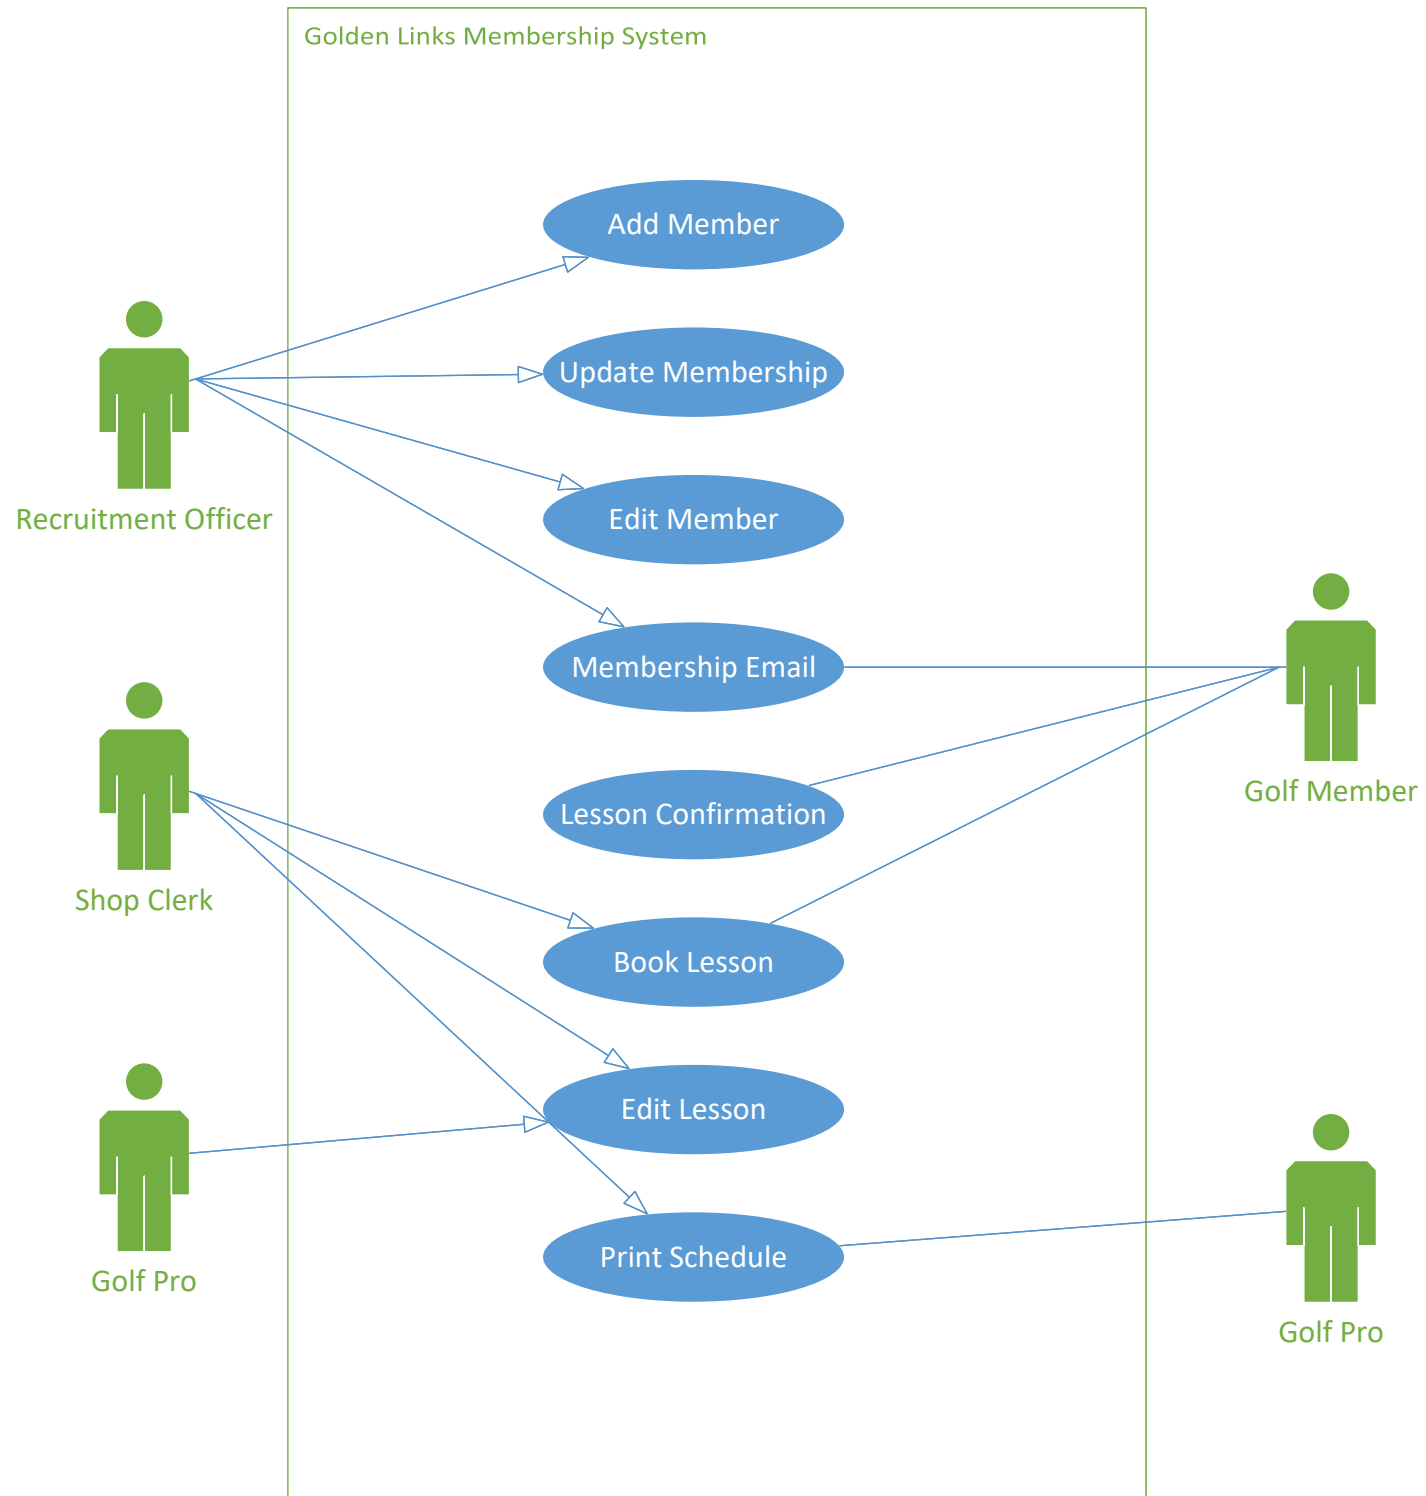 Golden Links Membership System
Add Member
Update Membership
Recruitment Officer
Edit Member
Membership Email
Golf Member
Lesson Confirmation
Shop Clerk
Book Lesson
Edit Lesson
Golf Pro
Print Schedule
Golf Pro